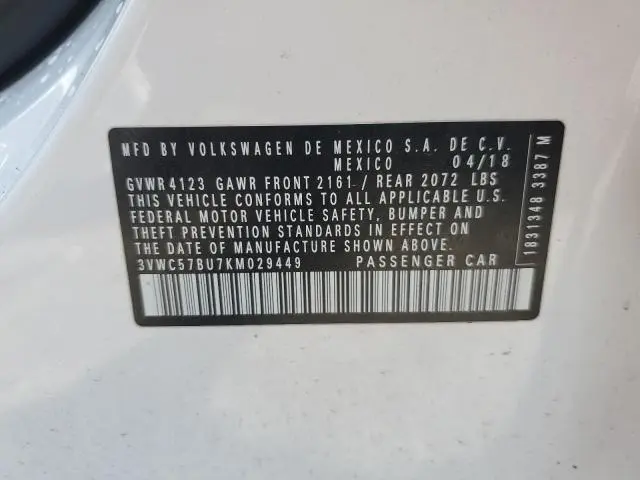 MFD BY VOLKSWAGEN DE MEXICO S.A. DE C.V.
MEXICO 04/18
GVWR 4123 GAWR FRONT 2161 / REAR 2072 LBS
THIS VEHICLE CONFORMS TO ALL APPLICABLE U.S.
FEDERAL MOTOR VEHICLE SAFETY, BUMPER AND
THEFT PREVENTION STANDARDS IN EFFECT ON
THE DATE OF MANUFACTURE SHOWN ABOVE.
3VWC57BU7KM029449 PASSENGER CAR
1831348 3387 M